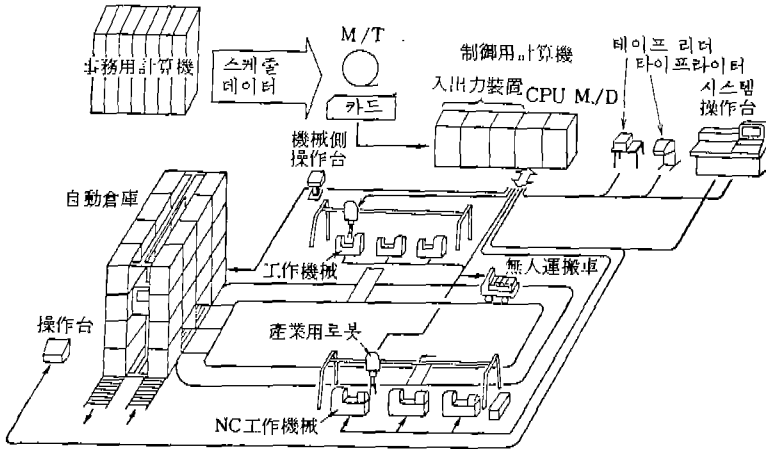 事務用計算機
스케줄
데이터
M/T
카드
制御用計算機
入出力裝置 CPU M/D
테이프 리더
타이프라이터
시스템
操作台
機械側
操作台
自動倉庫
工作機械
無人運搬車
操作台
產業用로봇
NC工作機械